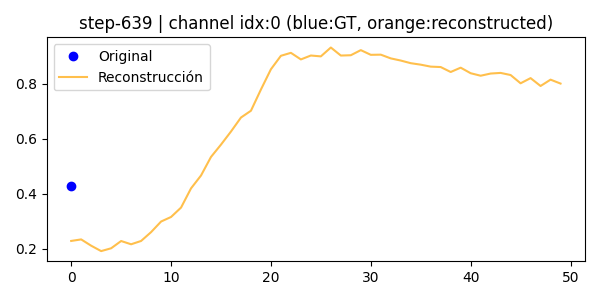 step-639 | channel idx:0 (blue:GT, orange:reconstructed)
Original
Reconstrucción
0.8
0.6
0.4
0.2
0 10 20 30 40 50